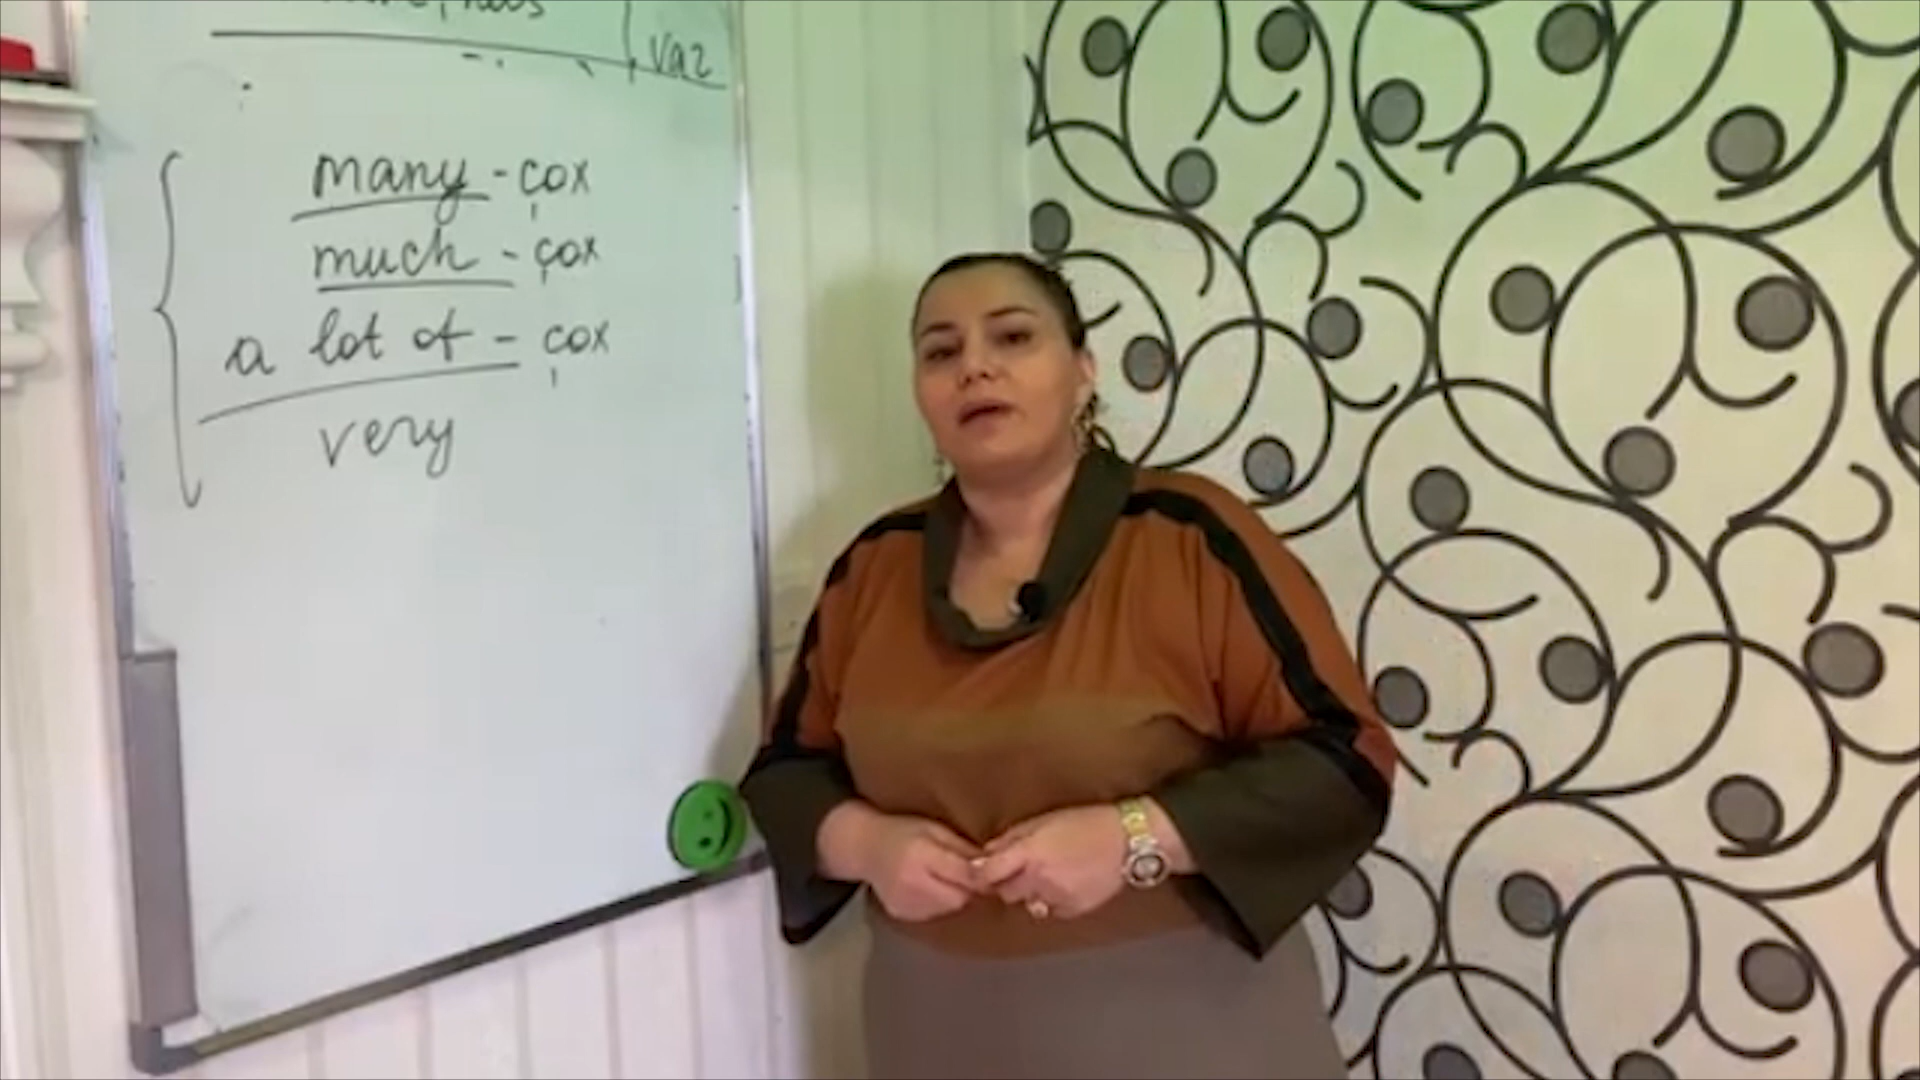 var
many - çox
much - çox
a lot of - çox
very